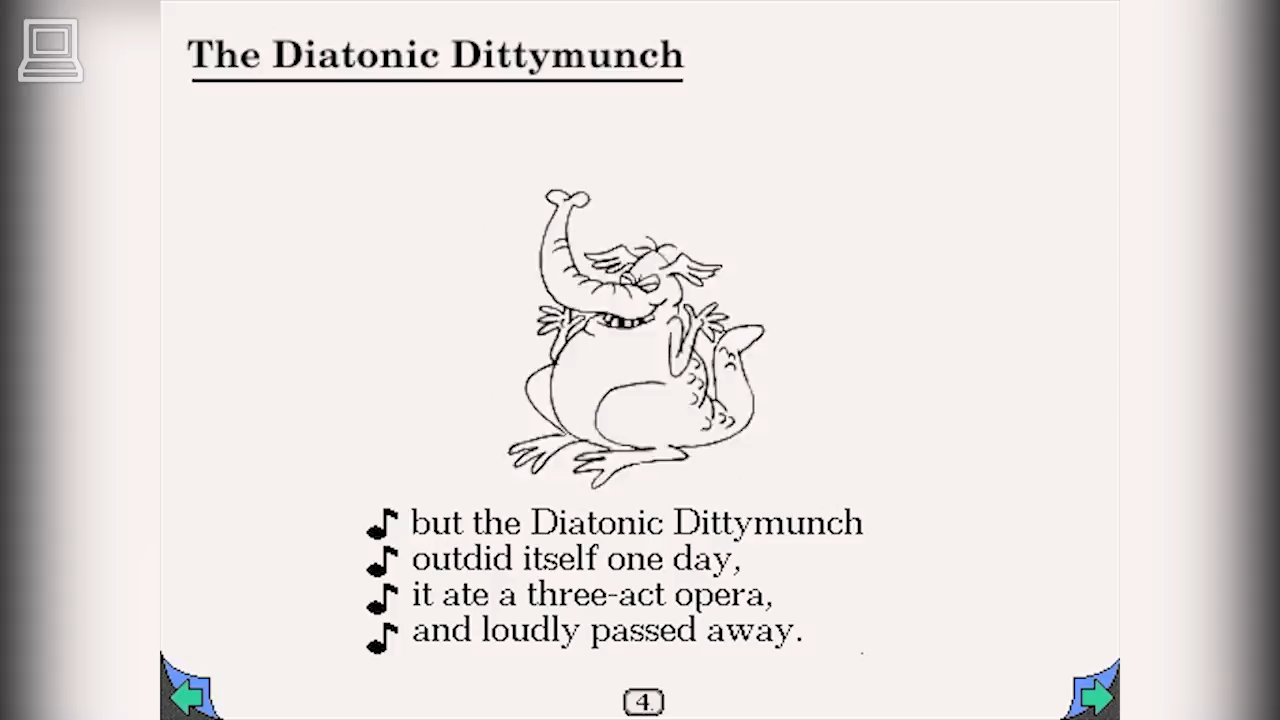 The Diatonic Dittymunch
but the Diatonic Dittymunch
outdid itself one day,
it ate a three-act opera,
and loudly passed away.
4